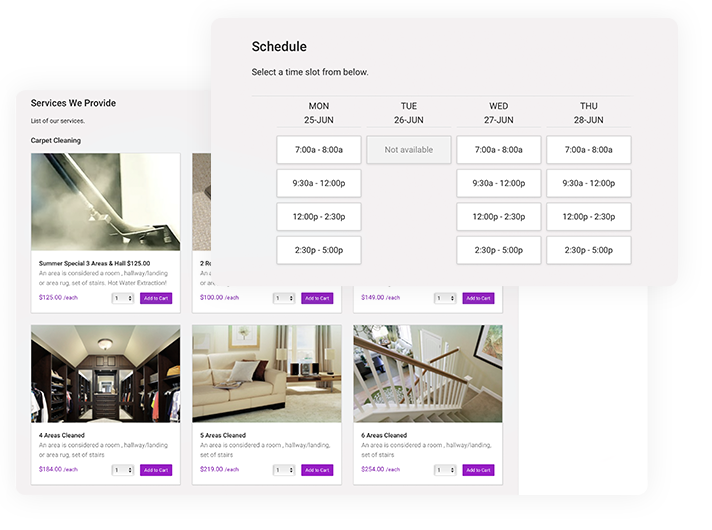 Schedule
Select a time slot from below.
MON
25-JUN
TUE
26-JUN
WED
27-JUN
THU
28-JUN
7:00a - 8:00a
Not available
7:00a - 8:00a
7:00a - 8:00a
9:30a - 12:00p
9:30a - 12:00p
9:30a - 12:00p
12:00p - 2:30p
12:00p - 2:30p
12:00p - 2:30p
2:30p - 5:00p
2:30p - 5:00p
2:30p - 5:00p
Services We Provide
List of our services.
Carpet Cleaning
Summer Special 3 Areas & Hall $125.00
An area is considered a room , hallway/landing
or area rug, set of stairs. Hot Water Extraction!
$125.00 /each
1
Add to Cart
2 Ro
An a
or a
$100.00 /each
1
Add to Cart
$149.00 /each
1
Add to Cart
4 Areas Cleaned
An area is considered a room , hallway/landing
or area rug, set of stairs
$184.00 /each
1
Add to Cart
5 Areas Cleaned
An area is considered a room , hallway/landing,
set of stairs
$219.00 /each
1
Add to Cart
6 Areas Cleaned
An area is considered a room , hallway/landing,
set of stairs
$254.00 /each
1
Add to Cart